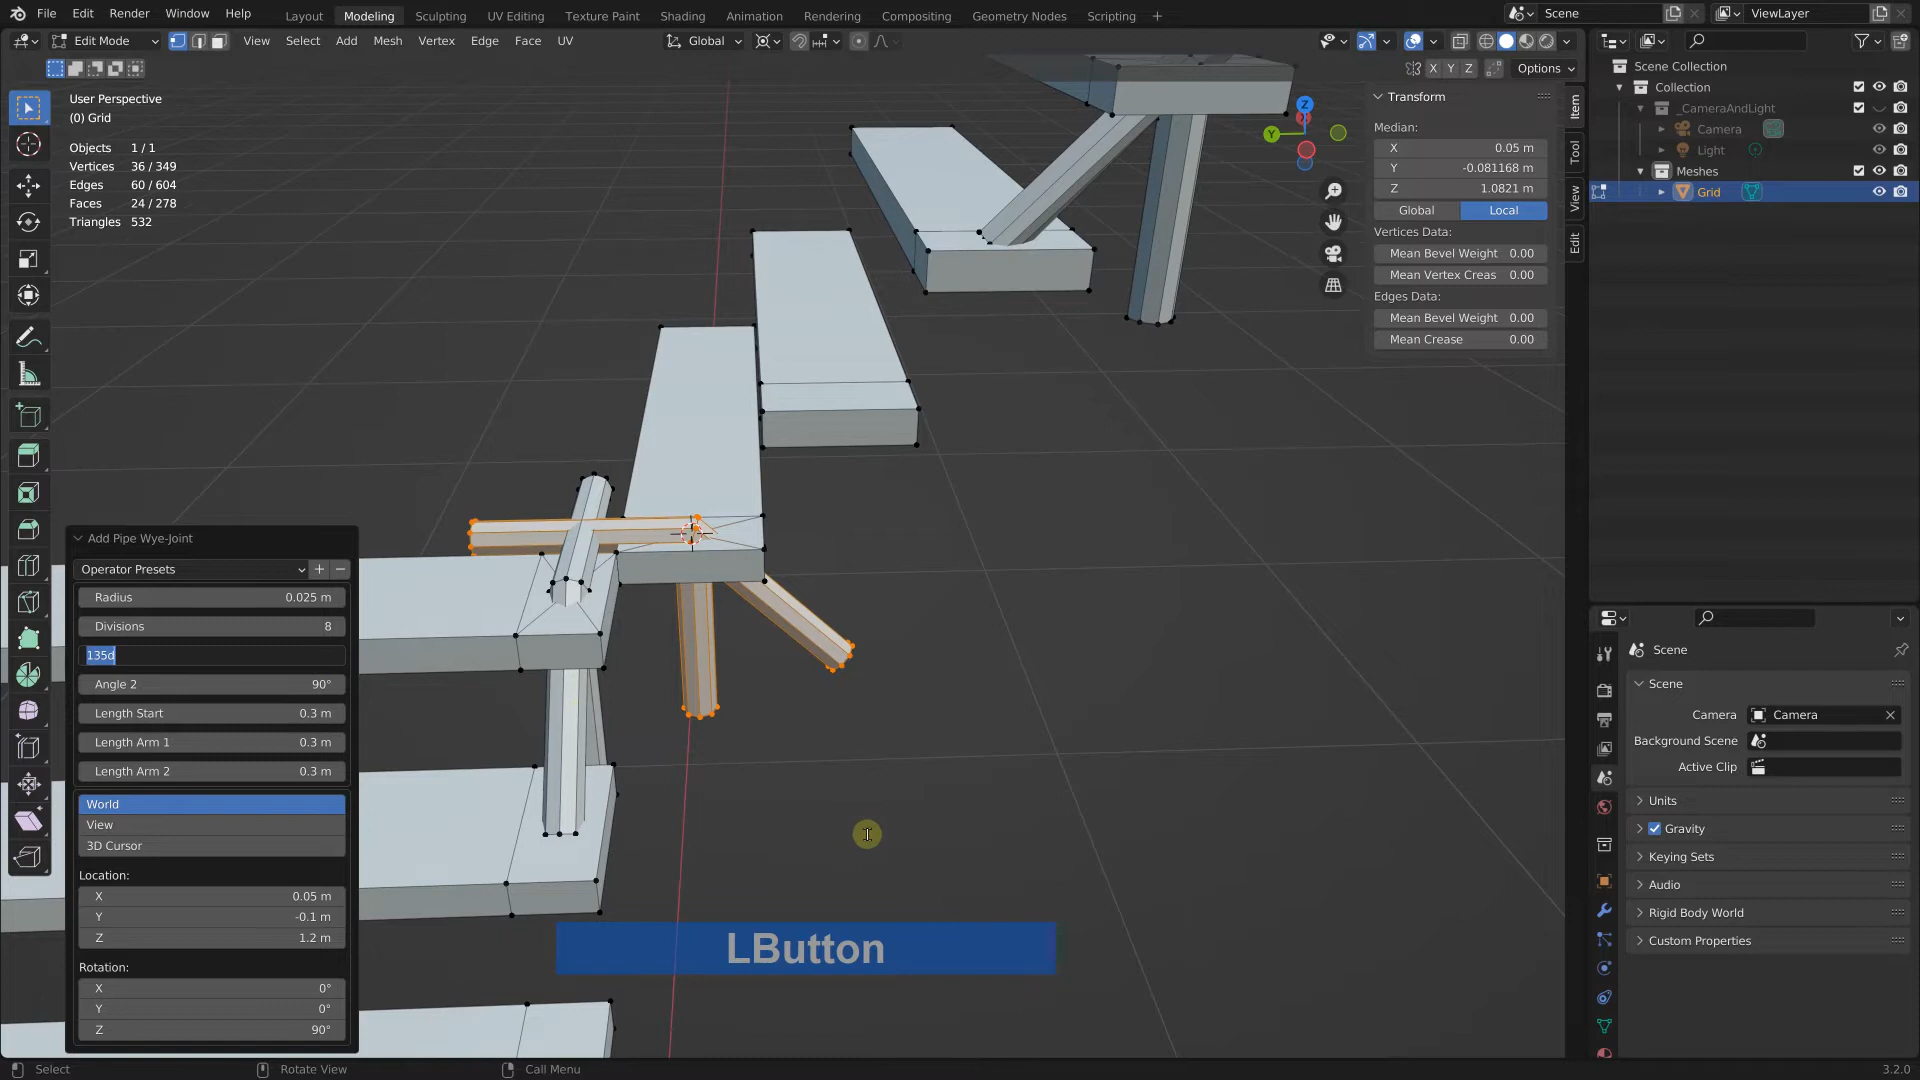 File Edit Render Window Help Layout Modeling Sculpting UV Editing Texture Paint Shading Animation Rendering Compositing Geometry Nodes Scripting + Scene ViewLayer
Edit Mode View Select Add Mesh Vertex Edge Face UV Global
X Y Z Options
User Perspective
(0) Grid
Objects 1 / 1
Vertices 36 / 349
Edges 60 / 604
Faces 24 / 278
Triangles 532
Z
Y
Transform
Median:
X 0.05 m
Y -0.081168 m
Z 1.0821 m
Global Local
Vertices Data:
Mean Bevel Weight 0.00
Mean Vertex Creas 0.00
Edges Data:
Mean Bevel Weight 0.00
Mean Crease 0.00
Item
Tool
View
Edit
Scene Collection
Collection
_CameraAndLight
Camera
Light
Meshes
Grid
Add Pipe Wye-Joint
Operator Presets + −
Radius 0.025 m
Divisions 8
135d
Angle 2 90°
Length Start 0.3 m
Length Arm 1 0.3 m
Length Arm 2 0.3 m
World
View
3D Cursor
Location:
X 0.05 m
Y -0.1 m
Z 1.2 m
Rotation:
X 0°
Y 0°
Z 90°
LButton
Scene
Scene
Camera Camera
Background Scene
Active Clip
Units
Gravity
Keying Sets
Audio
Rigid Body World
Custom Properties
Select Rotate View Call Menu 3.2.0